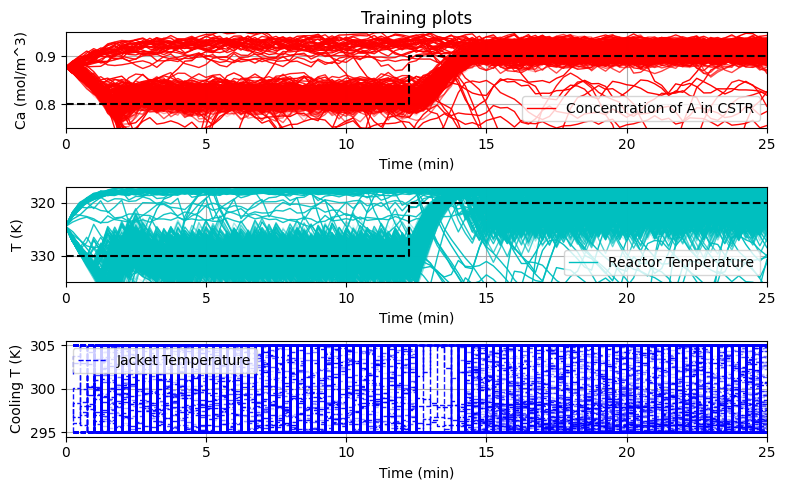 Training plots
Ca (mol/m^3)
0.9
0.8
Concentration of A in CSTR
0 5 10 15 20 25
Time (min)
T (K)
320
330
Reactor Temperature
0 5 10 15 20 25
Time (min)
Cooling T (K)
305
300
295
Jacket Temperature
0 5 10 15 20 25
Time (min)